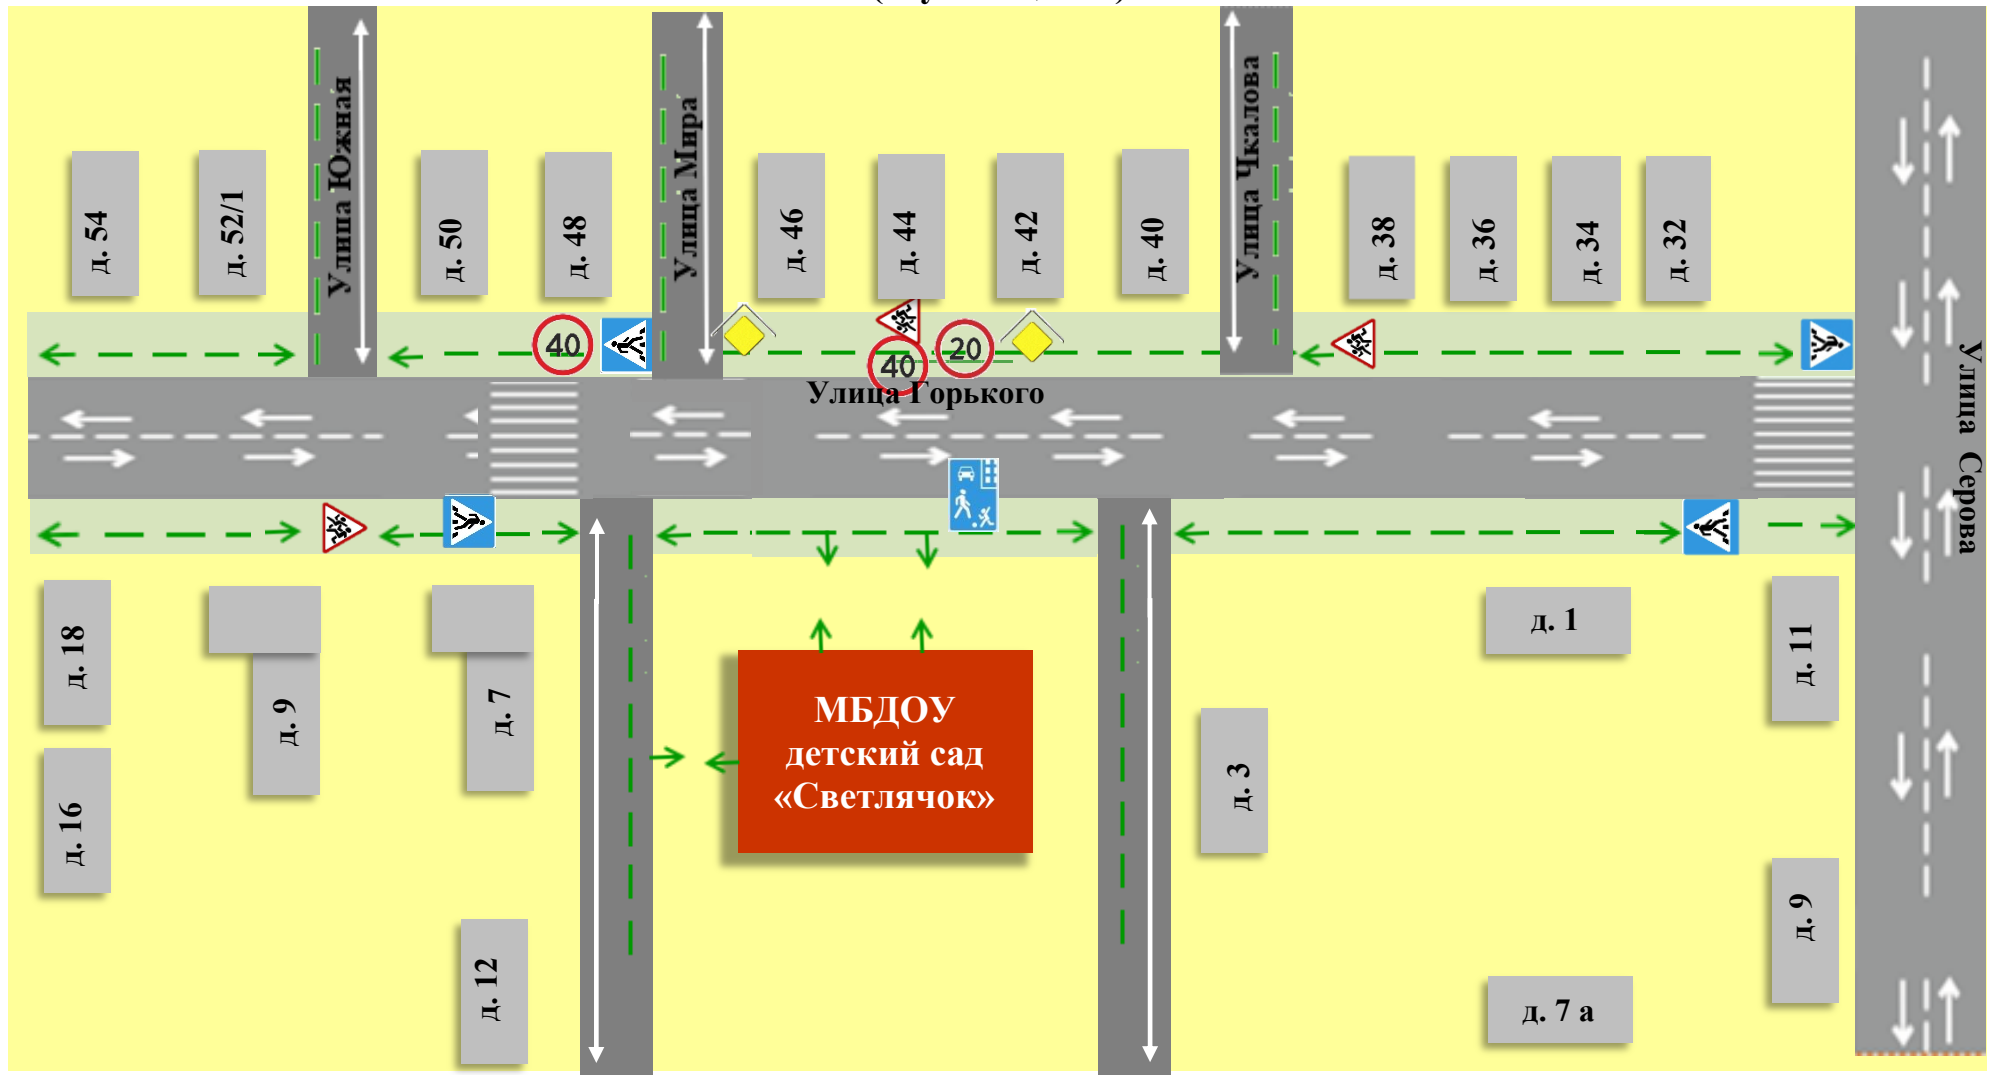 Улица Южная
Улица Мира
Улица Чкалова
д. 54
д. 52/1
д. 50
д. 48
д. 46
д. 44
д. 42
д. 40
д. 38
д. 36
д. 34
д. 32
40
40
20
Улица Горького
Улица Серова
д. 18
д. 9
д. 7
д. 1
д. 11
МБДОУ
детский сад
«Светлячок»
д. 3
д. 16
д. 12
д. 9
д. 7 а